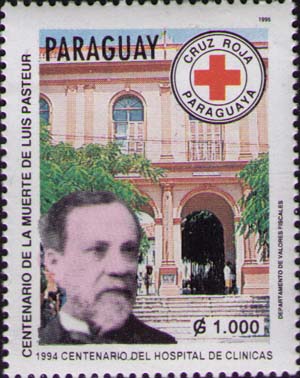 1995
PARAGUAY
CRUZ ROJA
PARAGUAYA
CENTENARIO DE LA MUERTE DE LUIS PASTEUR
DEPARTAMENTO DE VALORES FISCALES
₲ 1.000
1994 CENTENARIO DEL HOSPITAL DE CLINICAS